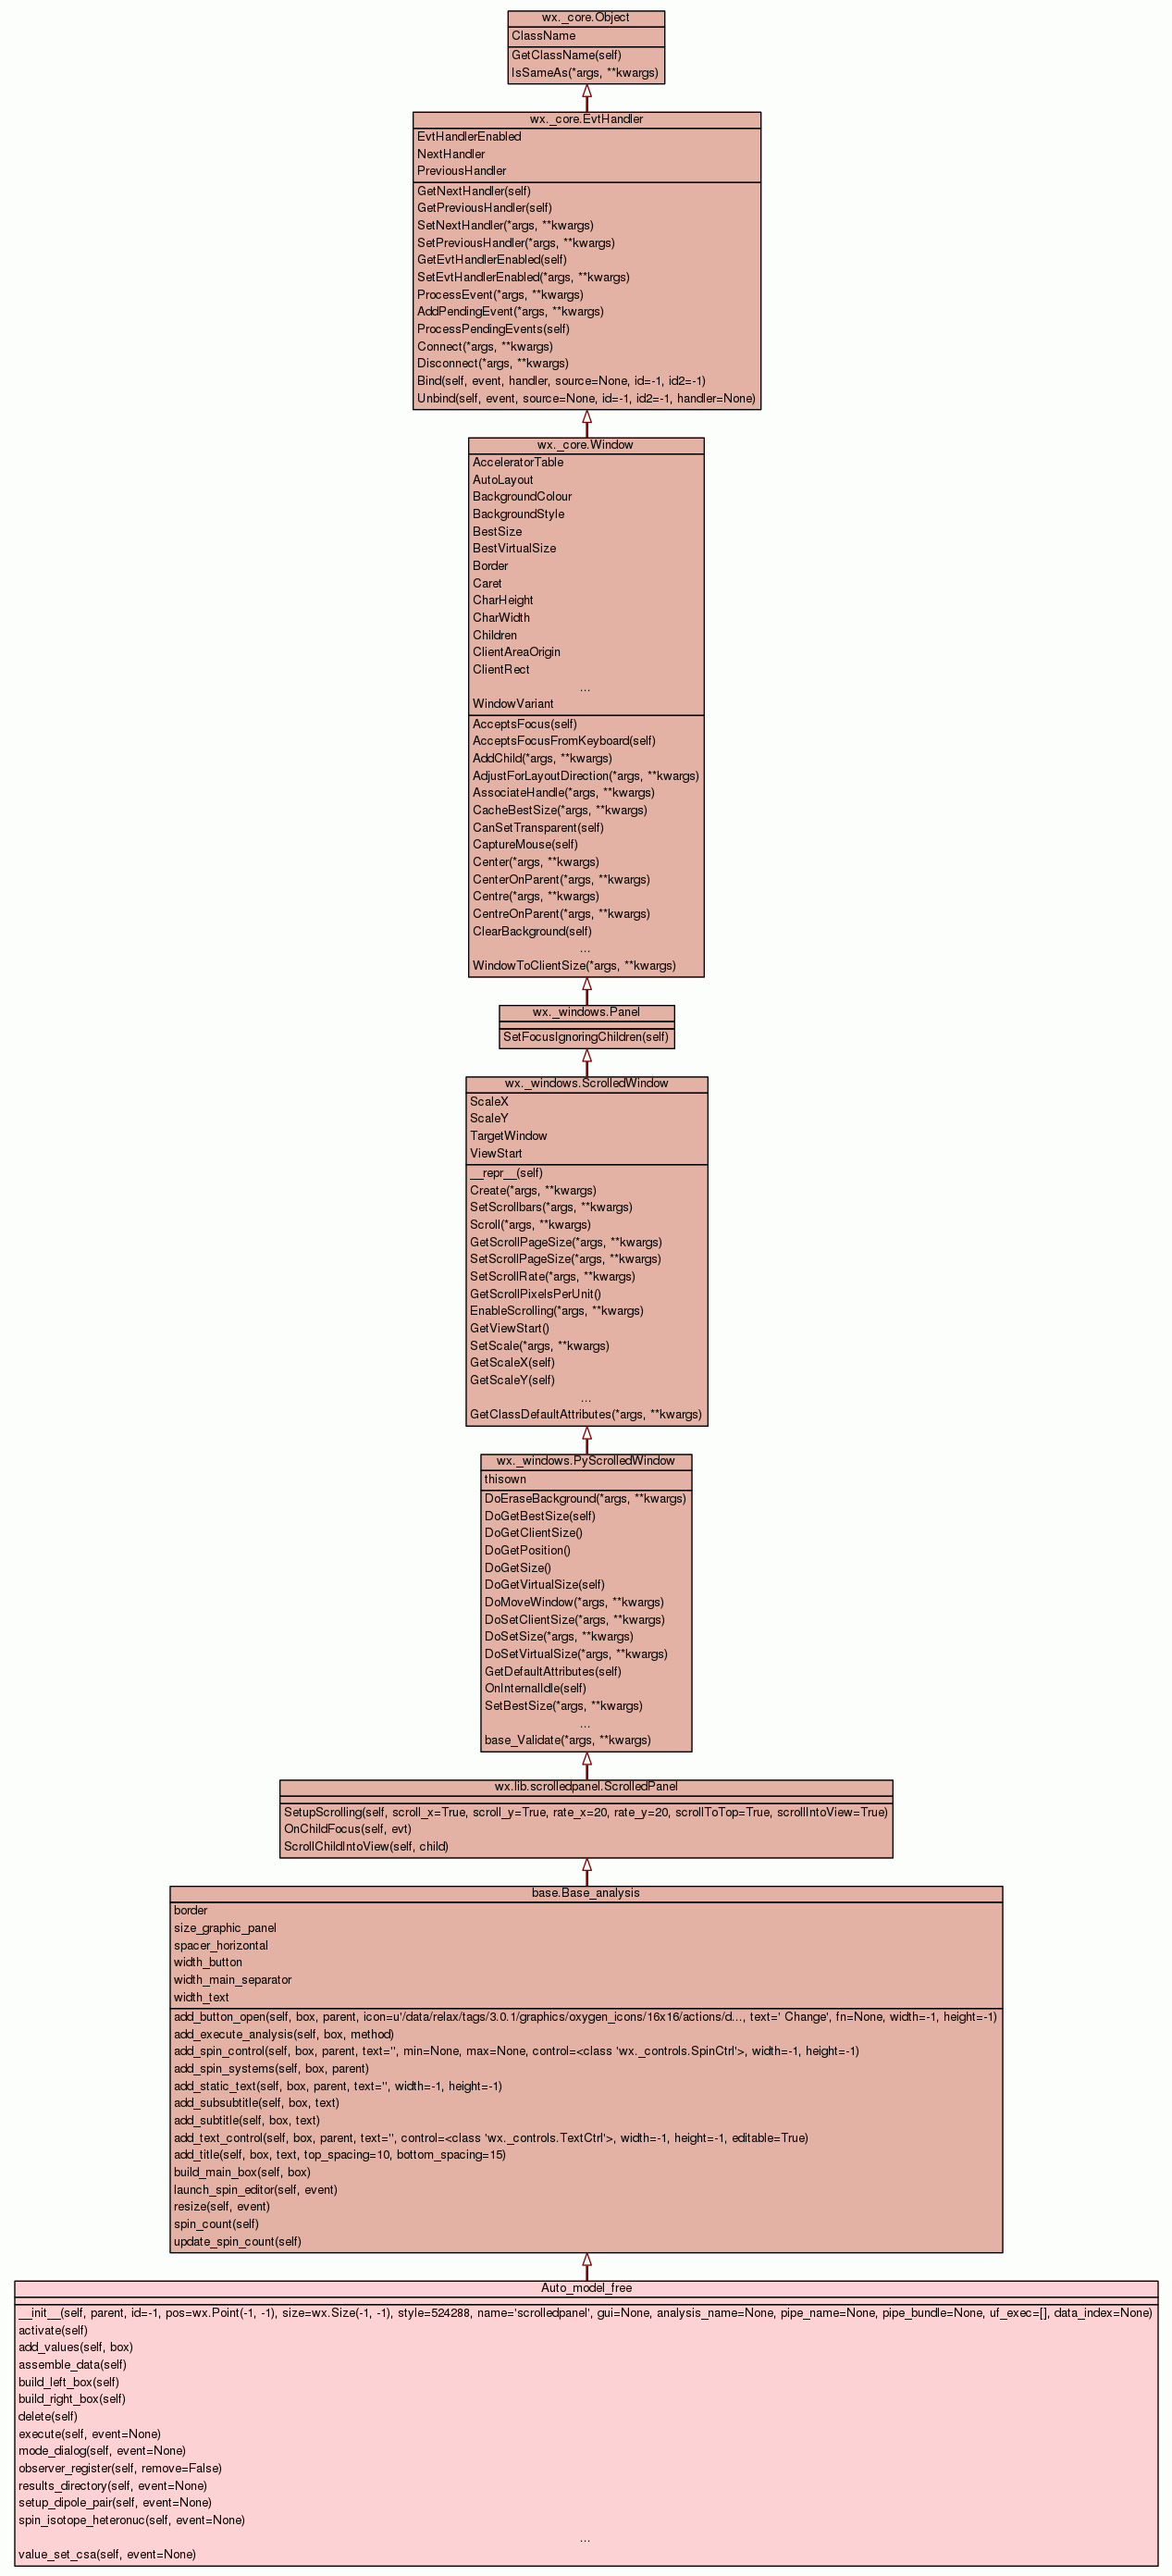 wx._core.Object
ClassName
GetClassName(self)
IsSameAs(*args, **kwargs)
wx._core.EvtHandler
EvtHandlerEnabled
NextHandler
PreviousHandler
GetNextHandler(self)
GetPreviousHandler(self)
SetNextHandler(*args, **kwargs)
SetPreviousHandler(*args, **kwargs)
GetEvtHandlerEnabled(self)
SetEvtHandlerEnabled(*args, **kwargs)
ProcessEvent(*args, **kwargs)
AddPendingEvent(*args, **kwargs)
ProcessPendingEvents(self)
Connect(*args, **kwargs)
Disconnect(*args, **kwargs)
Bind(self, event, handler, source=None, id=-1, id2=-1)
Unbind(self, event, source=None, id=-1, id2=-1, handler=None)
wx._core.Window
AcceleratorTable
AutoLayout
BackgroundColour
BackgroundStyle
BestSize
BestVirtualSize
Border
Caret
CharHeight
CharWidth
Children
ClientAreaOrigin
ClientRect
...
WindowVariant
AcceptsFocus(self)
AcceptsFocusFromKeyboard(self)
AddChild(*args, **kwargs)
AdjustForLayoutDirection(*args, **kwargs)
AssociateHandle(*args, **kwargs)
CacheBestSize(*args, **kwargs)
CanSetTransparent(self)
CaptureMouse(self)
Center(*args, **kwargs)
CenterOnParent(*args, **kwargs)
Centre(*args, **kwargs)
CentreOnParent(*args, **kwargs)
ClearBackground(self)
...
WindowToClientSize(*args, **kwargs)
wx._windows.Panel
SetFocusIgnoringChildren(self)
wx._windows.ScrolledWindow
ScaleX
ScaleY
TargetWindow
ViewStart
__repr__(self)
Create(*args, **kwargs)
SetScrollbars(*args, **kwargs)
Scroll(*args, **kwargs)
GetScrollPageSize(*args, **kwargs)
SetScrollPageSize(*args, **kwargs)
SetScrollRate(*args, **kwargs)
GetScrollPixelsPerUnit()
EnableScrolling(*args, **kwargs)
GetViewStart()
SetScale(*args, **kwargs)
GetScaleX(self)
GetScaleY(self)
...
GetClassDefaultAttributes(*args, **kwargs)
wx._windows.PyScrolledWindow
thisown
DoEraseBackground(*args, **kwargs)
DoGetBestSize(self)
DoGetClientSize()
DoGetPosition()
DoGetSize()
DoGetVirtualSize(self)
DoMoveWindow(*args, **kwargs)
DoSetClientSize(*args, **kwargs)
DoSetSize(*args, **kwargs)
DoSetVirtualSize(*args, **kwargs)
GetDefaultAttributes(self)
OnInternalIdle(self)
SetBestSize(*args, **kwargs)
...
base_Validate(*args, **kwargs)
wx.lib.scrolledpanel.ScrolledPanel
SetupScrolling(self, scroll_x=True, scroll_y=True, rate_x=20, rate_y=20, scrollToTop=True, scrollIntoView=True)
OnChildFocus(self, evt)
ScrollChildIntoView(self, child)
base.Base_analysis
border
size_graphic_panel
spacer_horizontal
width_button
width_main_separator
width_text
add_button_open(self, box, parent, icon=u'/data/relax/tags/3.0.1/graphics/oxygen_icons/16x16/actions/d..., text=' Change', fn=None, width=-1, height=-1)
add_execute_analysis(self, box, method)
add_spin_control(self, box, parent, text='', min=None, max=None, control=<class 'wx._controls.SpinCtrl'>, width=-1, height=-1)
add_spin_systems(self, box, parent)
add_static_text(self, box, parent, text='', width=-1, height=-1)
add_subsubtitle(self, box, text)
add_subtitle(self, box, text)
add_text_control(self, box, parent, text='', control=<class 'wx._controls.TextCtrl'>, width=-1, height=-1, editable=True)
add_title(self, box, text, top_spacing=10, bottom_spacing=15)
build_main_box(self, box)
launch_spin_editor(self, event)
resize(self, event)
spin_count(self)
update_spin_count(self)
Auto_model_free
__init__(self, parent, id=-1, pos=wx.Point(-1, -1), size=wx.Size(-1, -1), style=524288, name='scrolledpanel', gui=None, analysis_name=None, pipe_name=None, pipe_bundle=None, uf_exec=[], data_index=None)
activate(self)
add_values(self, box)
assemble_data(self)
build_left_box(self)
build_right_box(self)
delete(self)
execute(self, event=None)
mode_dialog(self, event=None)
observer_register(self, remove=False)
results_directory(self, event=None)
setup_dipole_pair(self, event=None)
spin_isotope_heteronuc(self, event=None)
...
value_set_csa(self, event=None)